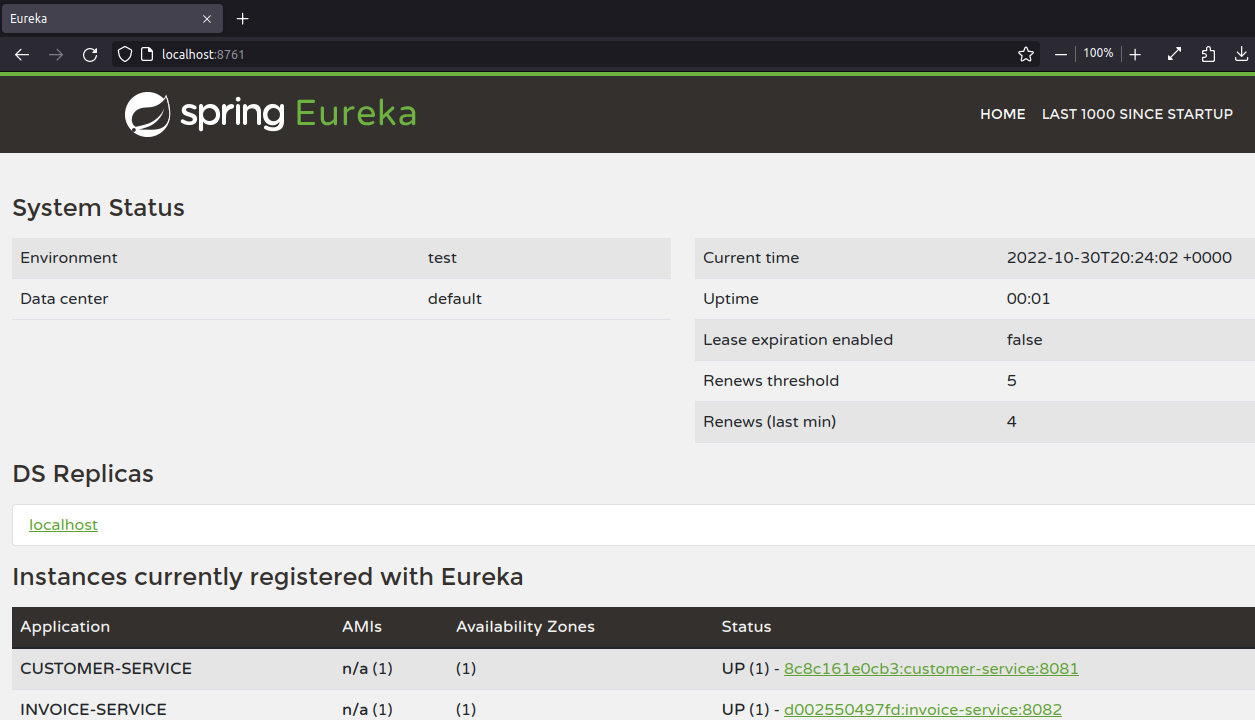 Eureka
localhost:8761
100%
spring Eureka
HOME LAST 1000 SINCE STARTUP
System Status
Environment test
Data center default
Current time 2022-10-30T20:24:02 +0000
Uptime 00:01
Lease expiration enabled false
Renews threshold 5
Renews (last min) 4
DS Replicas
localhost
Instances currently registered with Eureka
Application AMIs Availability Zones Status
CUSTOMER-SERVICE n/a (1) (1) UP (1) - 8c8c161e0cb3:customer-service:8081
INVOICE-SERVICE n/a (1) (1) UP (1) - d002550497fd:invoice-service:8082